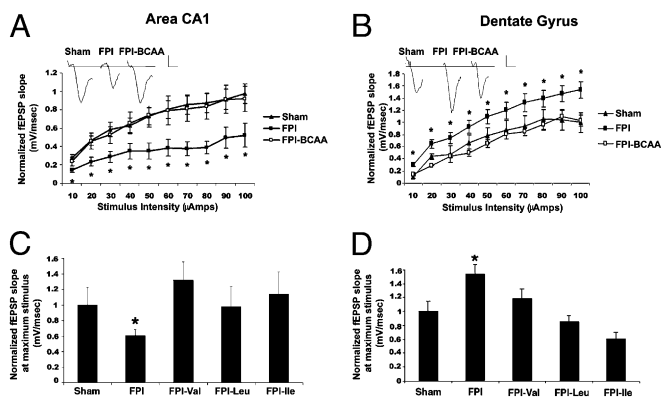 A
Area CA1
Sham FPI FPI-BCAA
Normalized fEPSP slope
(mV/msec)
1.2
1
0.8
0.6
0.4
0.2
0
* * * * * * * * * *
10 20 30 40 50 60 70 80 90 100
Stimulus Intensity (µAmps)
Sham
FPI
FPI-BCAA
B
Dentate Gyrus
Sham FPI FPI-BCAA
Normalized fEPSP slope
(mV/msec)
1.6
1.4
1.2
1
0.8
0.6
0.4
0.2
0
* * * * * * * * * *
10 20 30 40 50 60 70 80 90 100
Stimulus Intensity (µAmps)
Sham
FPI
FPI-BCAA
C
Normalized fEPSP slope
at maximum stimulus
(mV/msec)
1.6
1.4
1.2
1
0.8
0.6
0.4
0.2
0
*
Sham FPI FPI-Val FPI-Leu FPI-Ile
D
Normalized fEPSP slope
at maximum stimulus
(mV/msec)
1.6
1.4
1.2
1
0.8
0.6
0.4
0.2
0
*
Sham FPI FPI-Val FPI-Leu FPI-Ile